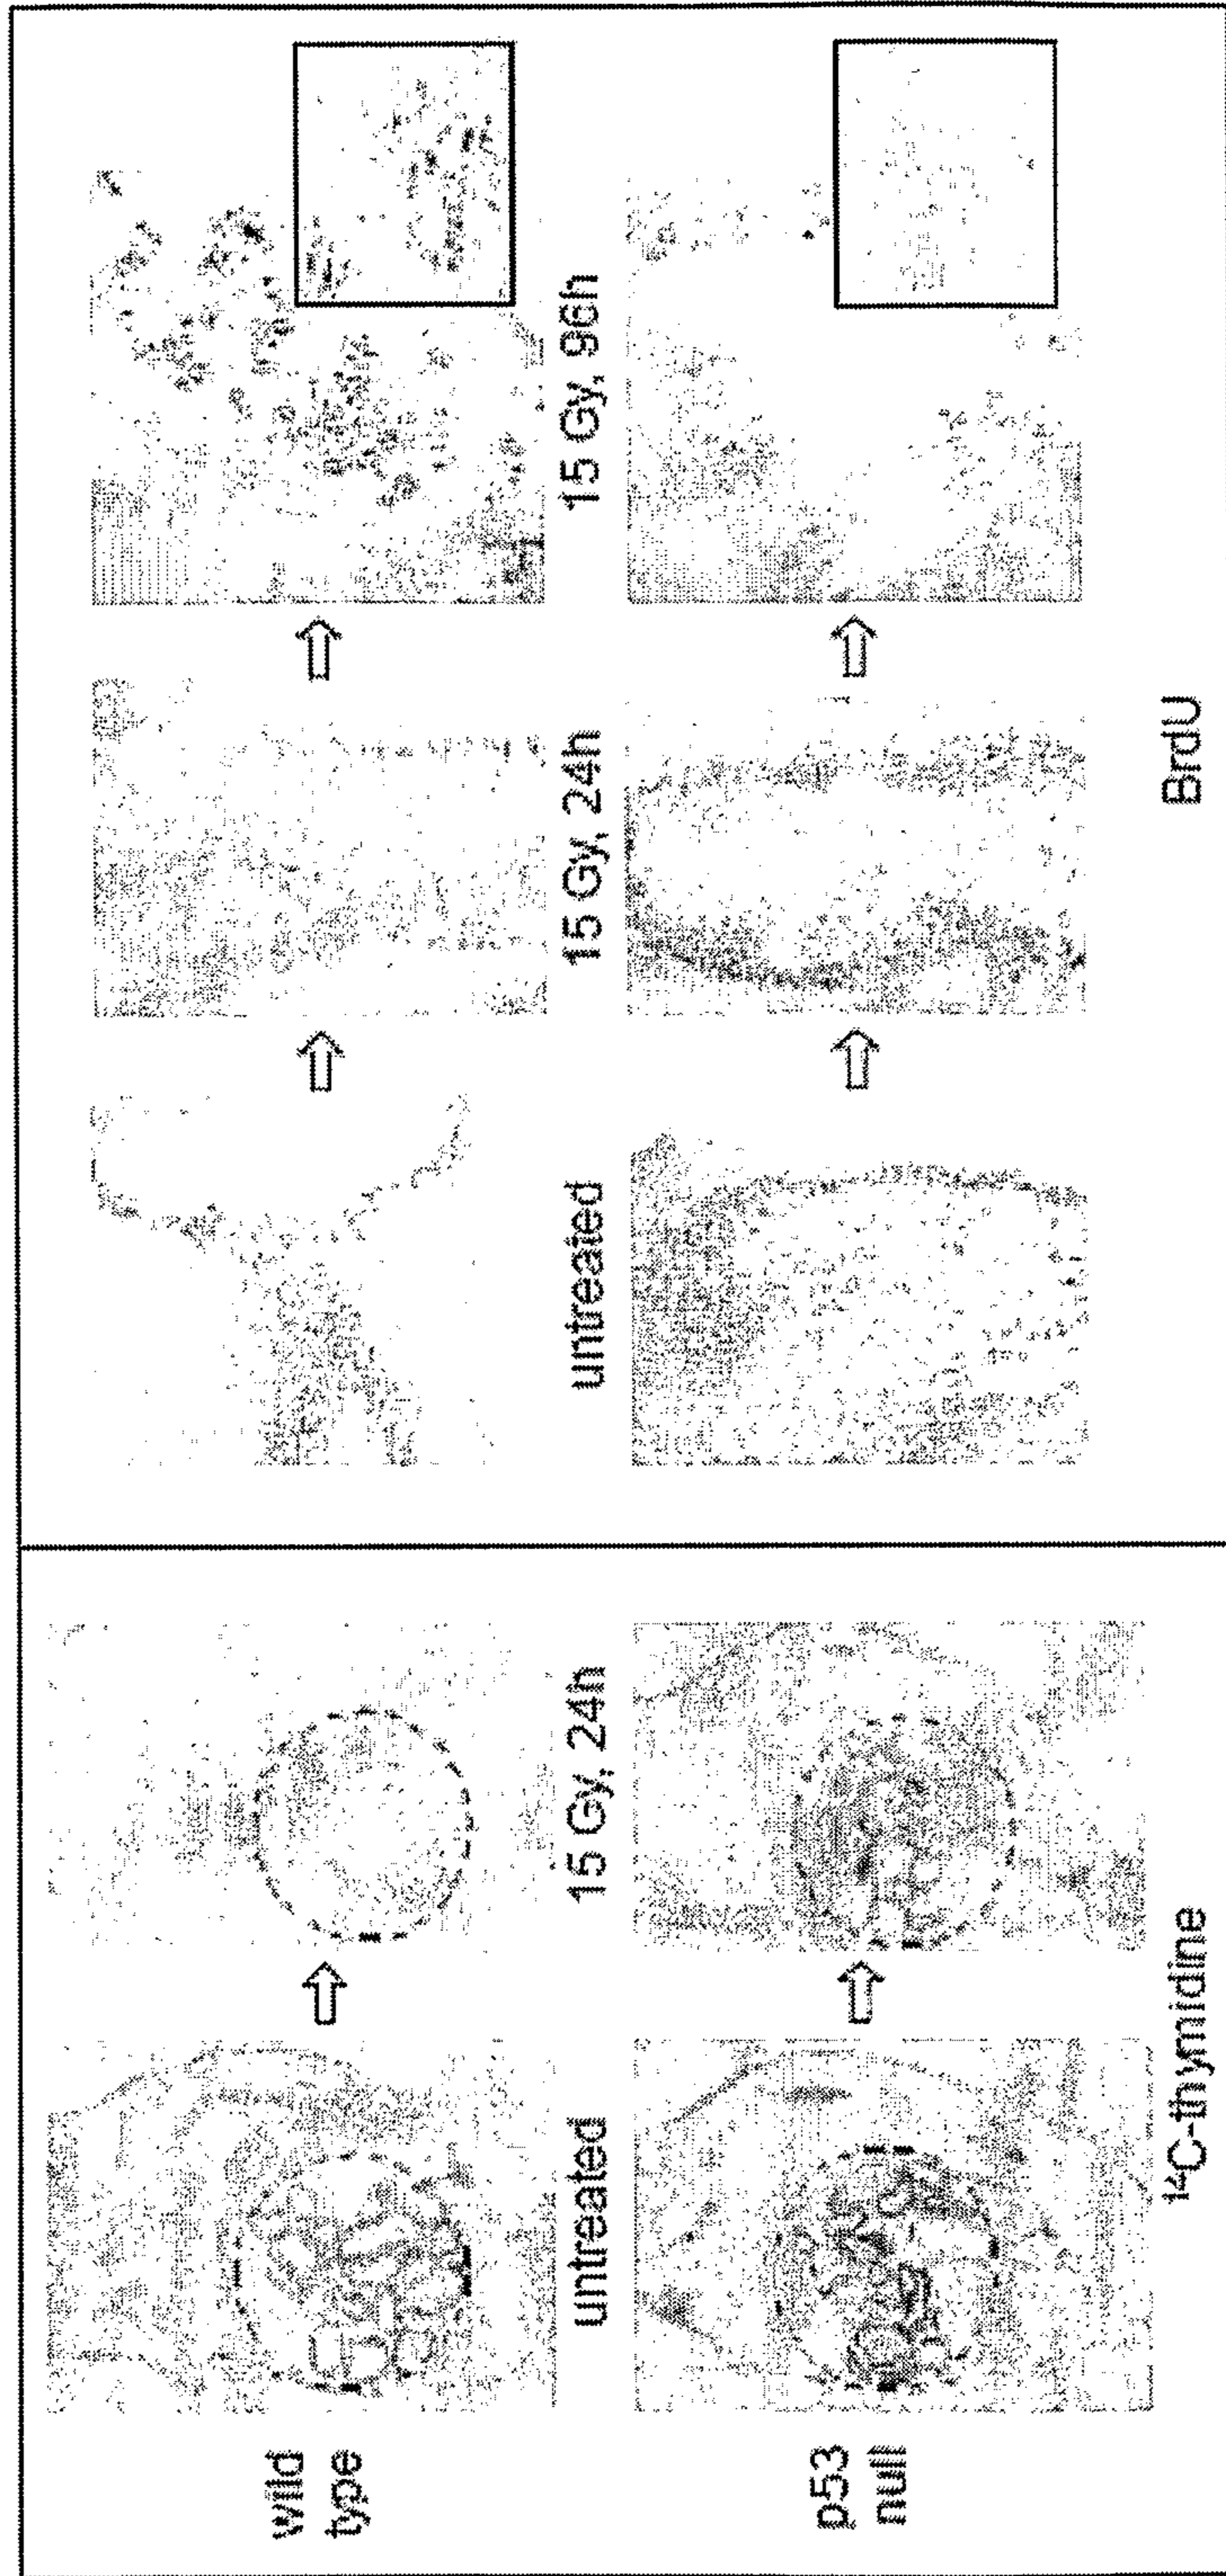 wild
type
untreated
15 Gy, 24h
untreated
15 Gy, 24h
15 Gy, 96h
p53
null
¹⁴C-thymidine
BrdU